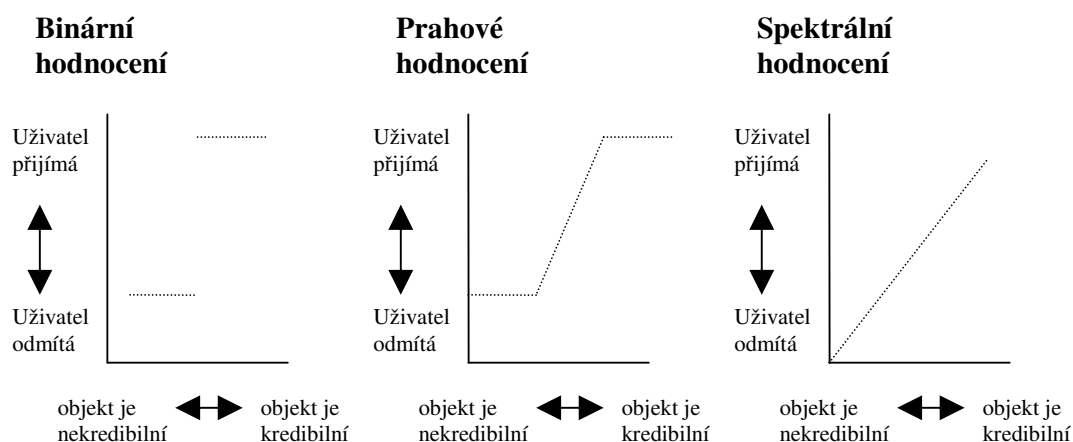 Binární
hodnocení
Uživatel
přijímá
Uživatel
odmítá
objekt je
nekredibilní
objekt je
kredibilní
Prahové
hodnocení
Uživatel
přijímá
Uživatel
odmítá
objekt je
nekredibilní
objekt je
kredibilní
Spektrální
hodnocení
Uživatel
přijímá
Uživatel
odmítá
objekt je
nekredibilní
objekt je
kredibilní